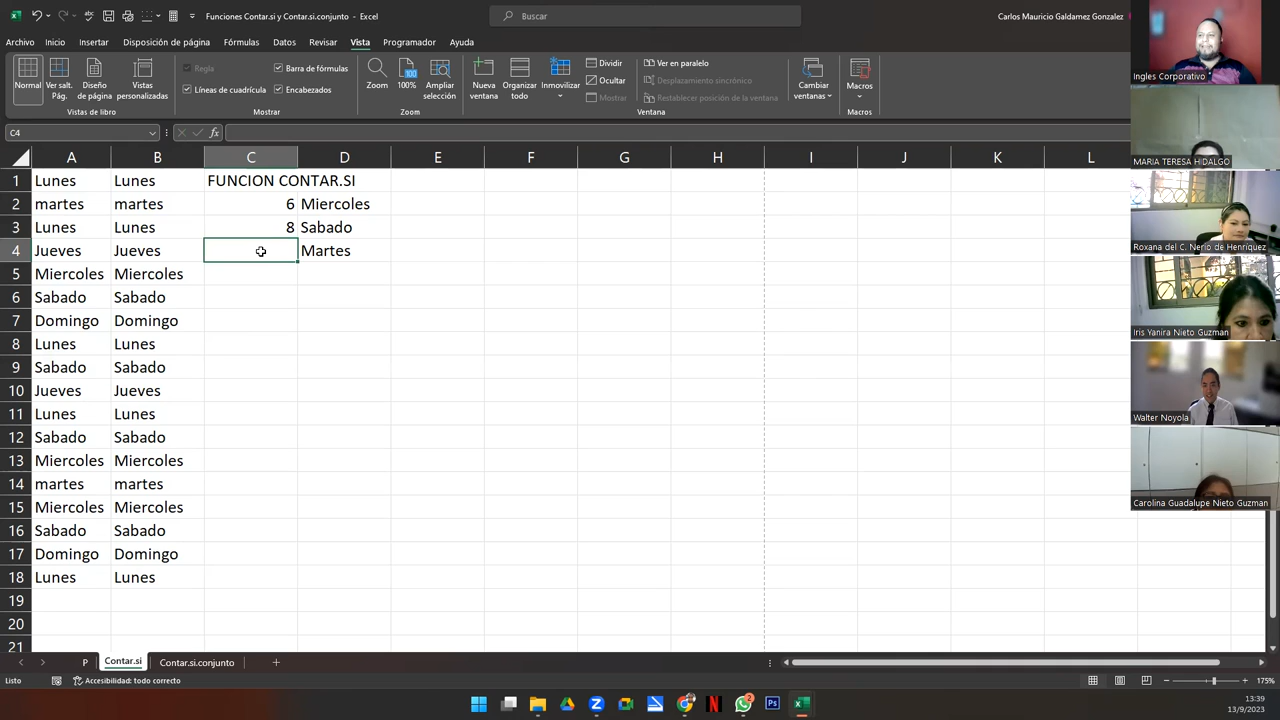 Funciones Contar.si y Contar.si.conjunto - Excel
Buscar
Carlos Mauricio Galdamez Gonzalez
Archivo Inicio Insertar Disposición de página Fórmulas Datos Revisar Vista Programador Ayuda
Normal
Ver salt. Pág.
Diseño de página
Vistas personalizadas
Vistas de libro
Regla
Barra de fórmulas
Líneas de cuadrícula
Encabezados
Mostrar
Zoom
100
100%
Ampliar selección
Zoom
Nueva ventana
Organizar todo
Inmovilizar
Dividir
Ocultar
Mostrar
Ver en paralelo
Desplazamiento sincrónico
Restablecer posición de la ventana
Ventana
Cambiar ventanas
Macros
Macros
C4
fx
A B C D E F G H I J K L
1 Lunes Lunes FUNCION CONTAR.SI
2 martes martes 6 Miercoles
3 Lunes Lunes 8 Sabado
4 Jueves Jueves Martes
5 Miercoles Miercoles
6 Sabado Sabado
7 Domingo Domingo
8 Lunes Lunes
9 Sabado Sabado
10 Jueves Jueves
11 Lunes Lunes
12 Sabado Sabado
13 Miercoles Miercoles
14 martes martes
15 Miercoles Miercoles
16 Sabado Sabado
17 Domingo Domingo
18 Lunes Lunes
19
20
21
P Contar.si Contar.si.conjunto
Listo
Accesibilidad: todo correcto
175%
13:39
13/9/2023
Ingles Corporativo
MARIA TERESA HIDALGO
Roxana del C. Nerio de Henriquez
Iris Yanira Nieto Guzman
Walter Noyola
Carolina Guadalupe Nieto Guzman